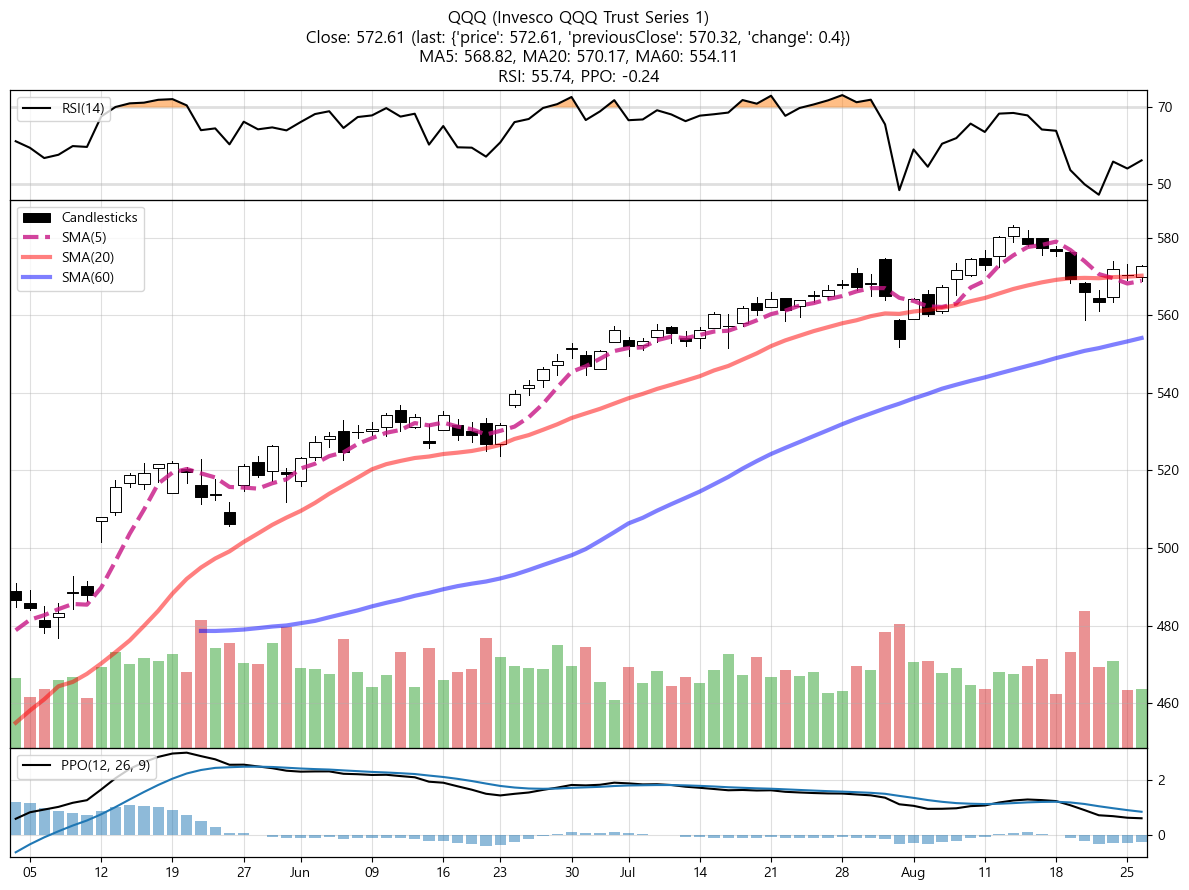 QQQ (Invesco QQQ Trust Series 1)
Close: 572.61 (last: {'price': 572.61, 'previousClose': 570.32, 'change': 0.4})
MA5: 568.82, MA20: 570.17, MA60: 554.11
RSI: 55.74, PPO: -0.24
RSI(14)
70
50
Candlesticks
SMA(5)
SMA(20)
SMA(60)
580
560
540
520
500
480
460
PPO(12, 26, 9)
2
0
05 12 19 27 Jun 09 16 23 30 Jul 14 21 28 Aug 11 18 25